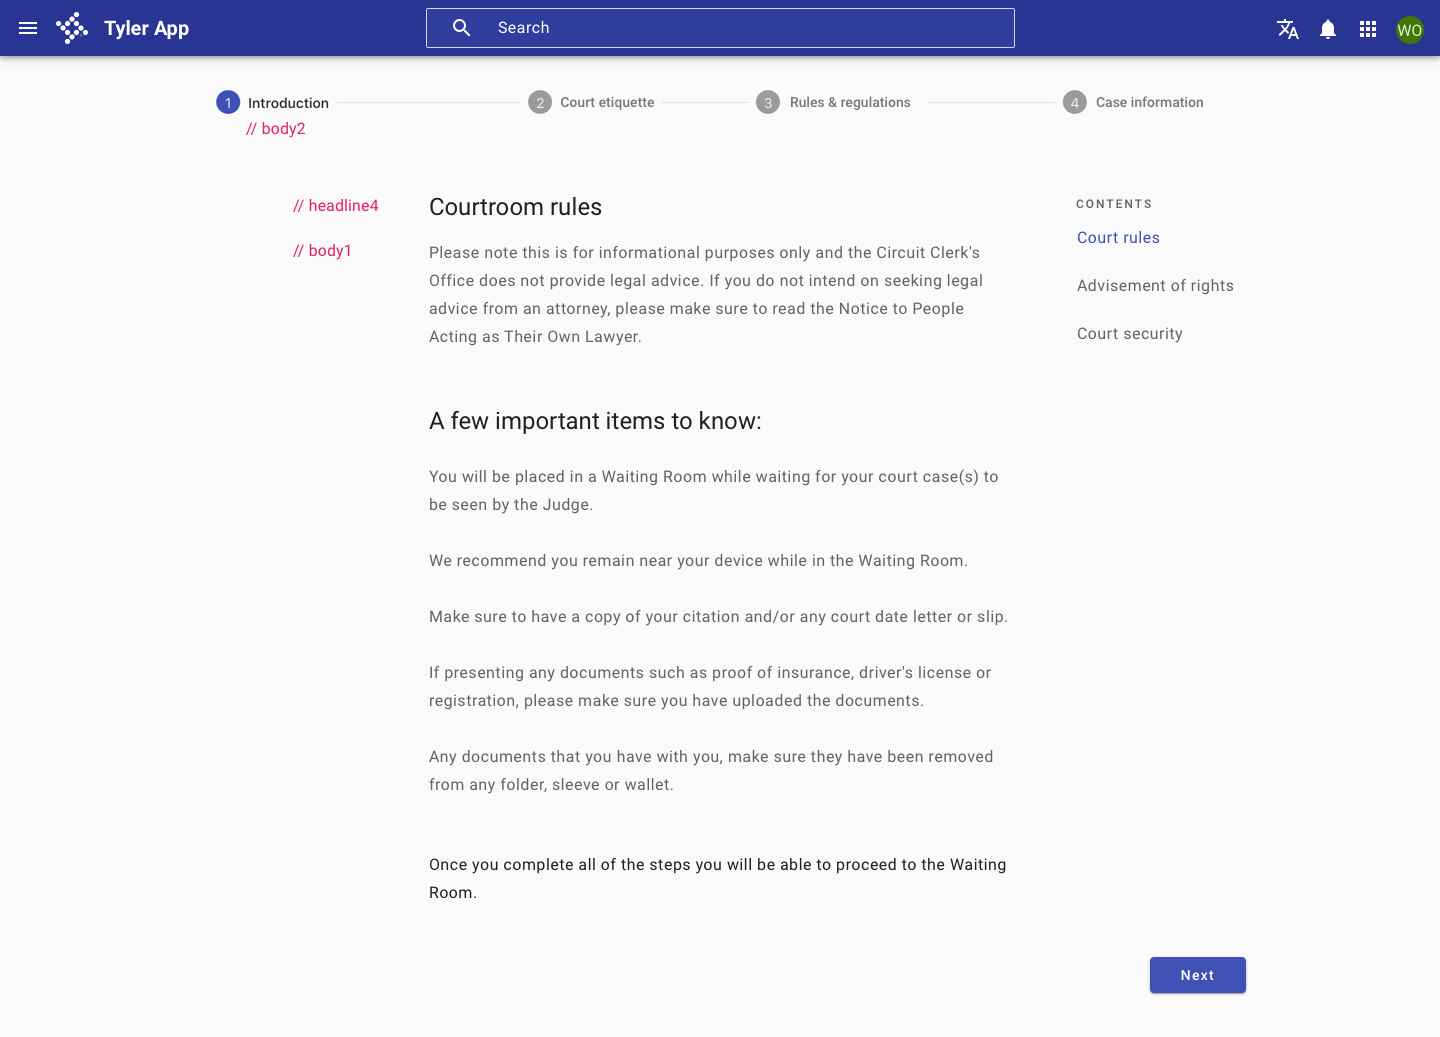 Tyler App
Search
WO
1 Introduction
2 Court etiquette
3 Rules & regulations
4 Case information
// body2
// headline4
Courtroom rules
// body1
Please note this is for informational purposes only and the Circuit Clerk's
Office does not provide legal advice. If you do not intend on seeking legal
advice from an attorney, please make sure to read the Notice to People
Acting as Their Own Lawyer.
A few important items to know:
You will be placed in a Waiting Room while waiting for your court case(s) to
be seen by the Judge.
We recommend you remain near your device while in the Waiting Room.
Make sure to have a copy of your citation and/or any court date letter or slip.
If presenting any documents such as proof of insurance, driver's license or
registration, please make sure you have uploaded the documents.
Any documents that you have with you, make sure they have been removed
from any folder, sleeve or wallet.
Once you complete all of the steps you will be able to proceed to the Waiting
Room.
CONTENTS
Court rules
Advisement of rights
Court security
Next